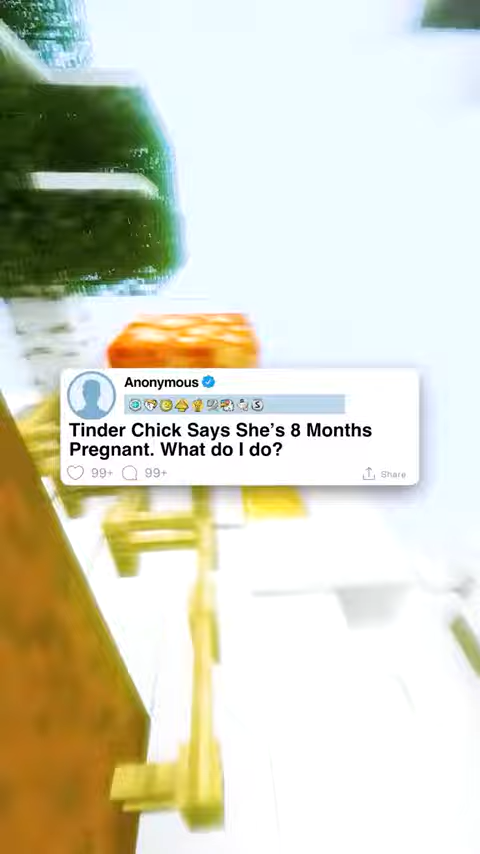 Anonymous
Tinder Chick Says She's 8 Months
Pregnant. What do I do?
99+ 99+ Share